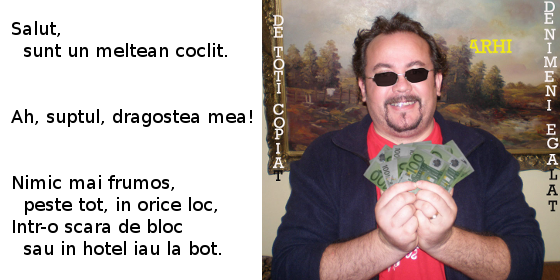 Salut,
sunt un meltean coclit.
Ah, suptul, dragostea mea!
Nimic mai frumos,
peste tot, in orice loc,
Intr-o scara de bloc
sau in hotel iau la bot.
DE TOTI COPIAT
ARHI
DENIMENI EGALAT
100